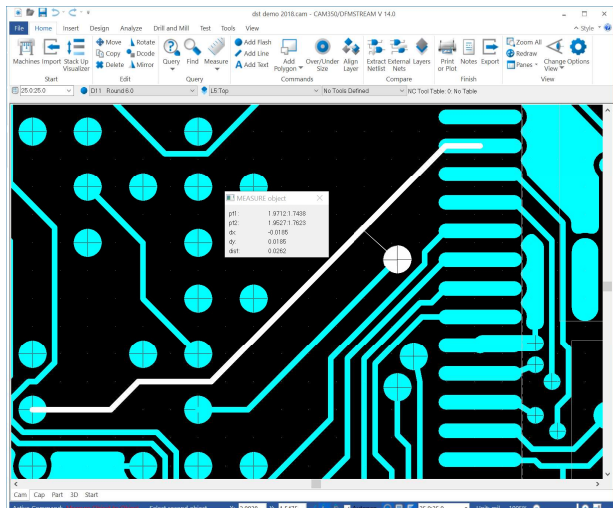 dst demo 2018.cam - CAM350/DFMSTREAM V 14.0
File Home Insert Design Analyze Drill and Mill Test Tools View Style
Machines Import Stack Up Visualizer
Move Rotate
Copy Dcode
Delete Mirror
Query Find Measure
Add Flash
Add Line
Add Text
Add Polygon Over/Under Size Align Layer
Extract Netlist External Nets Compare Layers
Print or Plot Notes Export
Zoom All
Redraw
Panes
Change View Options
Start Edit Query Commands Compare Finish View
25.0:25.0 D11 Round 6.0 L5:Top No Tools Defined NC Tool Table: 0: No Table
MEASURE object
pt1: 1.9712:1.7438
pt2: 1.9527:1.7623
dx: -0.0185
dy: 0.0185
dist: 0.0262
Cam Cap Part 3D Start
Select second object